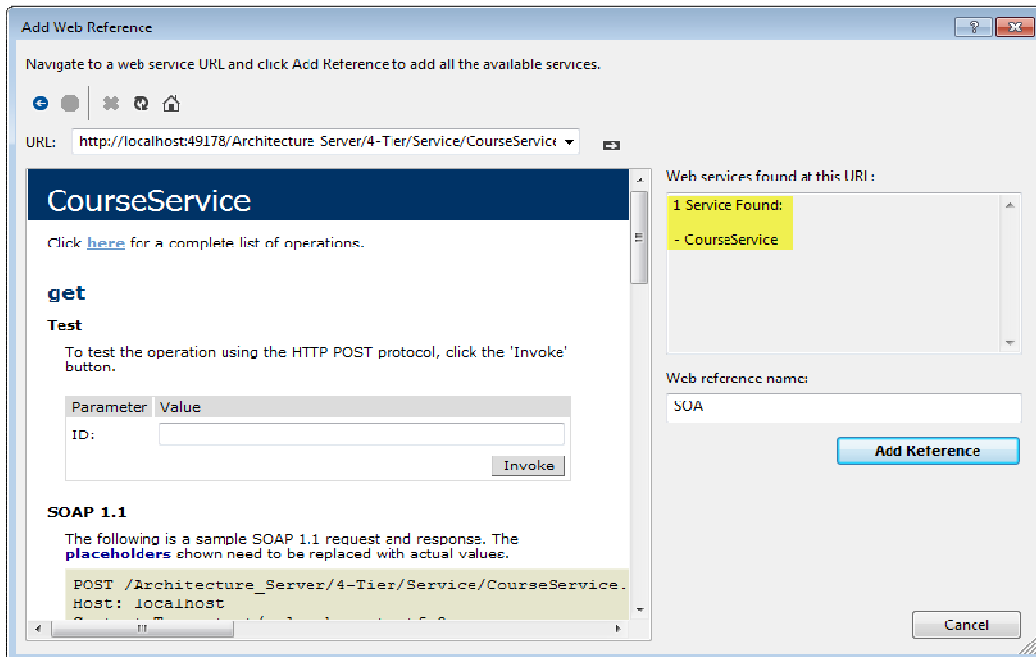 Add Web Reference
Navigate to a web service URL and click Add Reference to add all the available services.
URL: http://localhost:49178/Architecture_Server/4-Tier/Service/CourseService
CourseService
Click here for a complete list of operations.
get
Test
To test the operation using the HTTP POST protocol, click the 'Invoke'
button.
Parameter Value
ID:
Invoke
SOAP 1.1
The following is a sample SOAP 1.1 request and response. The
placeholders shown need to be replaced with actual values.
POST /Architecture_Server/4-Tier/Service/CourseService.
Host: localhost
Web services found at this URL:
1 Service Found:
- CourseService
Web reference name:
SOA
Add Reference
Cancel